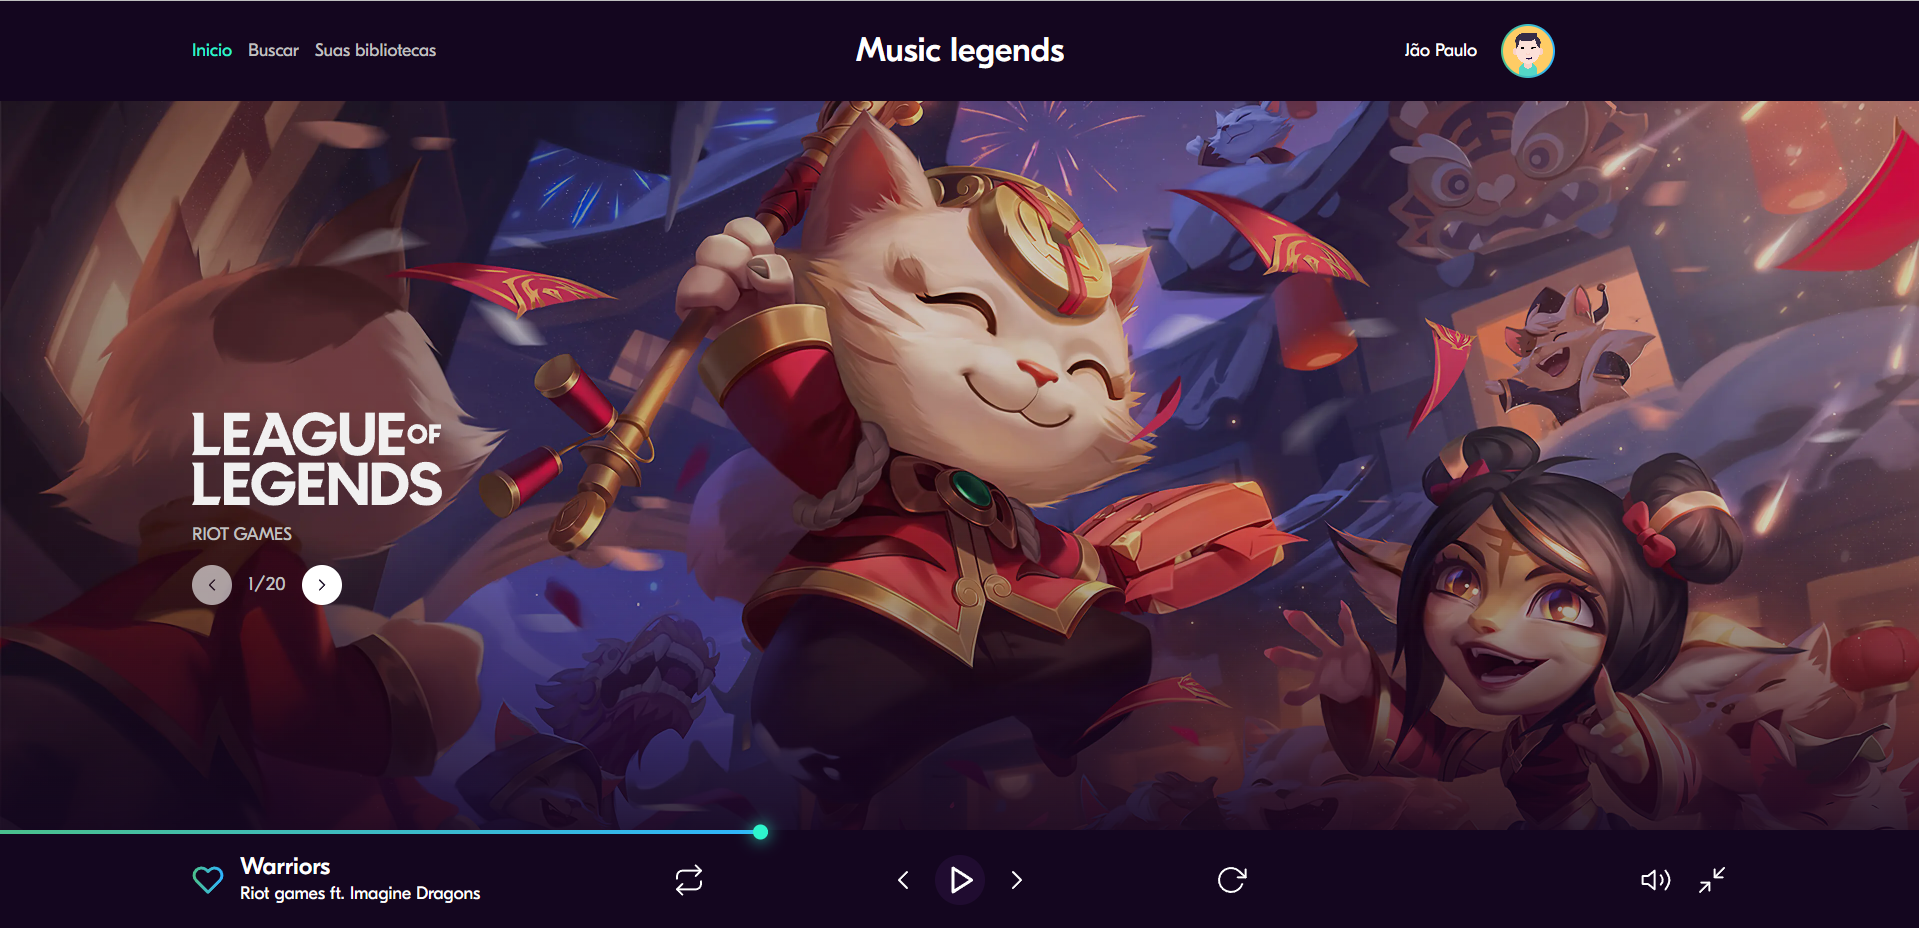 Inicio Buscar Suas bibliotecas
Music legends
Jão Paulo
LEAGUE OF
LEGENDS
RIOT GAMES
1/20
Warriors
Riot games ft. Imagine Dragons